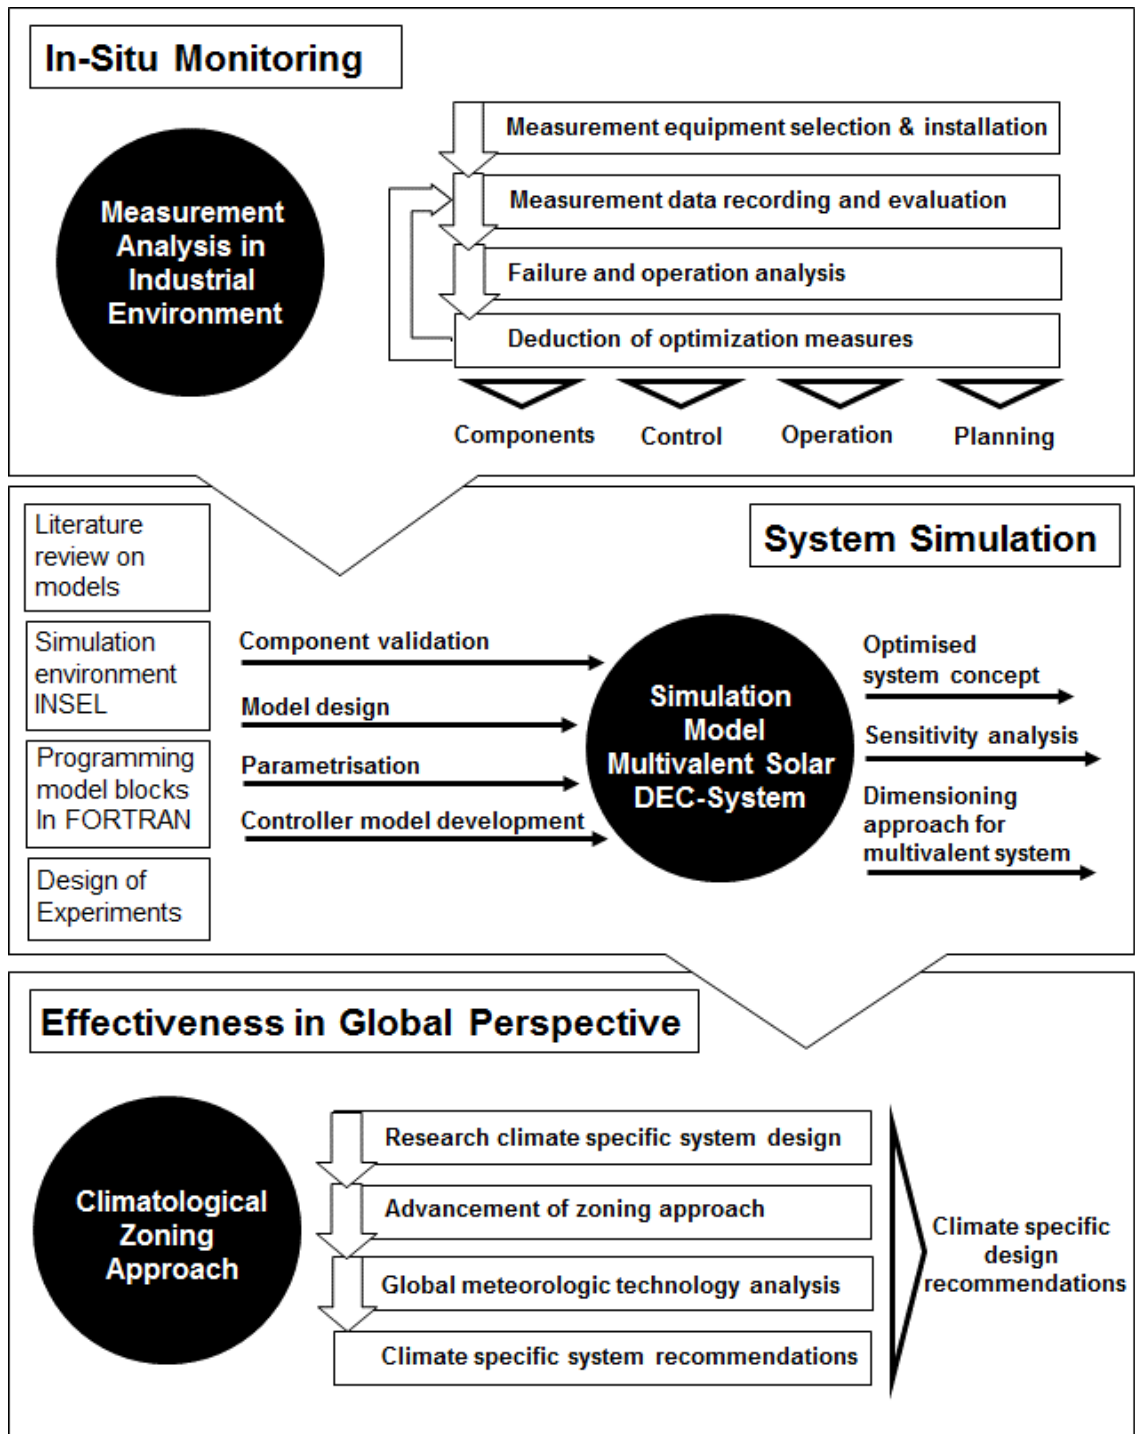 In-Situ Monitoring
Measurement
Analysis in
Industrial
Environment
Measurement equipment selection & installation
Measurement data recording and evaluation
Failure and operation analysis
Deduction of optimization measures
Components
Control
Operation
Planning
Literature
review on
models
Simulation
environment
INSEL
Programming
model blocks
In FORTRAN
Design of
Experiments
System Simulation
Component validation
Model design
Parametrisation
Controller model development
Simulation
Model
Multivalent Solar
DEC-System
Optimised
system concept
Sensitivity analysis
Dimensioning
approach for
multivalent system
Effectiveness in Global Perspective
Climatological
Zoning
Approach
Research climate specific system design
Advancement of zoning approach
Global meteorologic technology analysis
Climate specific system recommendations
Climate specific
design
recommendations